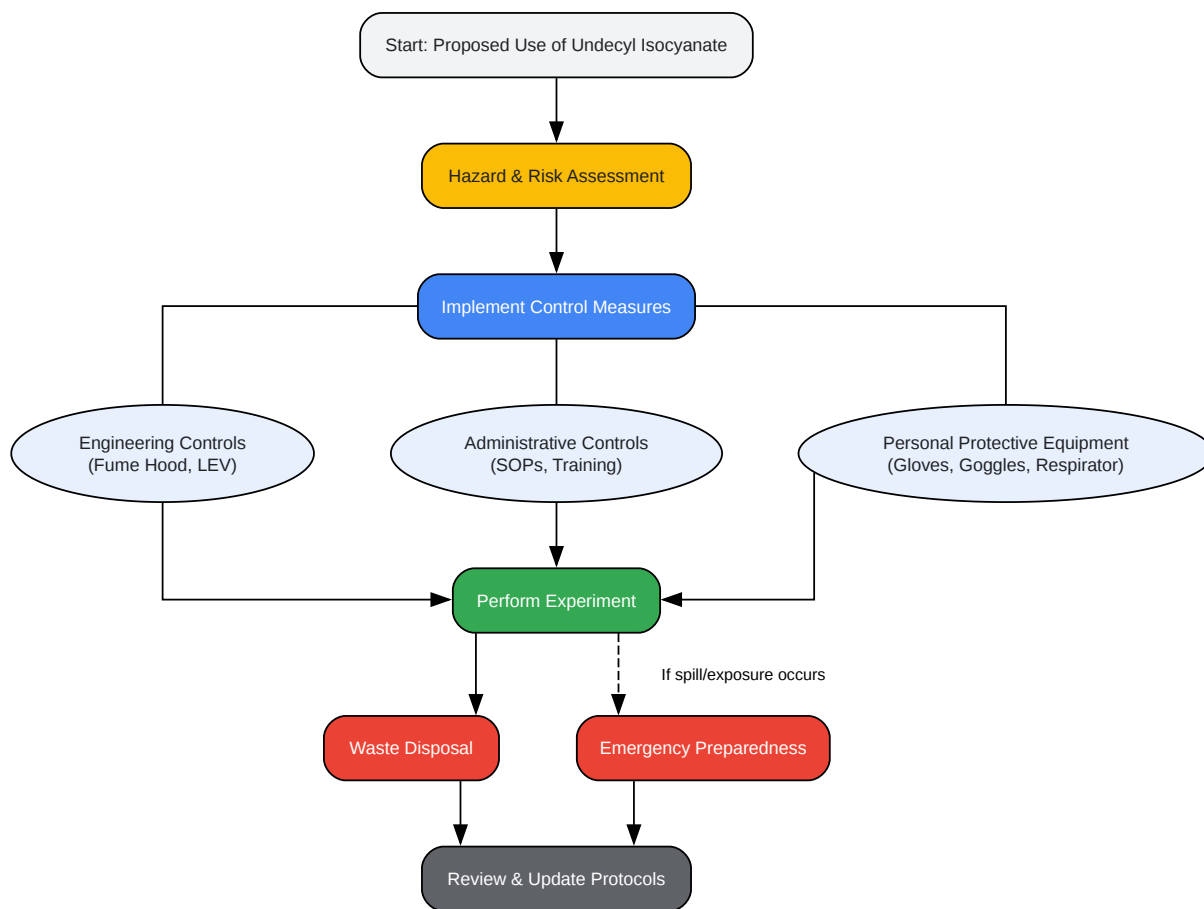 Start: Proposed Use of Undecyl Isocyanate
Hazard & Risk Assessment
Implement Control Measures
Engineering Controls
(Fume Hood, LEV)
Administrative Controls
(SOPs, Training)
Personal Protective Equipment
(Gloves, Goggles, Respirator)
Perform Experiment
If spill/exposure occurs
Waste Disposal
Emergency Preparedness
Review & Update Protocols